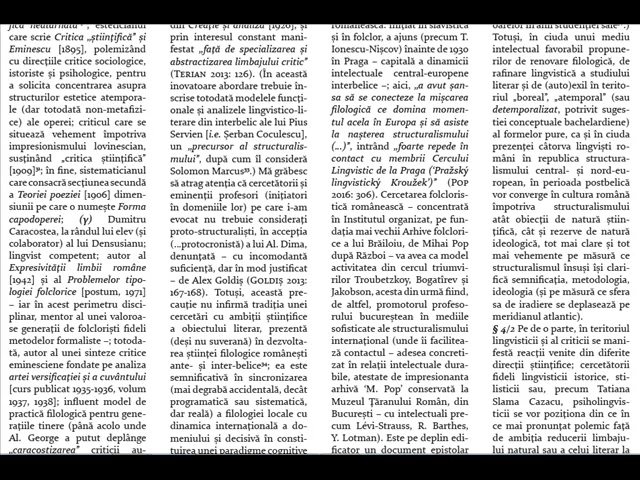 care scrie Critica „științifică” și
Eminescu [1895], polemizând
cu direcțiile critice sociologice,
istoriste și psihologice, pentru
a solicita concentrarea asupra
structurilor estetice atempora-
le (dar totodată non-metafizi-
ce) ale operei; criticul care se
situează vehement împotriva
impresionismului lovinescian,
susținând „critica științifică”
[1909]³²; în fine, sistematicianul
care consacră secțiunea secundă
a Teoriei poeziei [1906] dimen-
siunii pe care o numește Forma
capodoperei; (γ) Dumitru
Caracostea, la rândul lui elev (și
colaborator) al lui Densusianu;
lingvist competent; autor al
Expresivității limbii române
[1942] și al Problemelor tipo-
logiei folclorice [postum, 1971]
– iar în acest perimetru disci-
plinar, mentor al unei valoroa-
se generații de folcloriști fideli
metodelor formaliste –; totoda-
tă, autor al unei sinteze critice
eminesciene fondate pe analiza
artei versificației și a cuvântului
[curs publicat 1935-1936, volum
1937, 1938]; influent model de
practică filologică pentru gene-
rațiile tinere (până acolo unde
Al. George a putut deplânge
„caracostizarea” criticii au-
din Creație și analiză [1926], și
prin interesul constant mani-
festat „față de specializarea și
abstractizarea limbajului critic”
(TERIAN 2013: 126). (În această
inovatoare abordare trebuie în-
scrise totodată modelele funcți-
onale și analizele lingvistico-lite-
rare din interbelic ale lui Pius
Servien [i.e. Șerban Coculescu],
un „precursor al structuralis-
mului”, după cum îl consideră
Solomon Marcus³³.) Mă grăbesc
să atrag atenția că cercetătorii și
eminenții profesori (inițiatori
în domeniile lor) pe care i-am
evocat nu trebuie considerați
proto-structuraliști, în accepția
(...protocronistă) a lui Al. Dima,
denunțată – cu incomodantă
suficiență, dar în mod justificat
– de Alex Goldiș (GOLDIȘ 2013:
167-168). Totuși, această pre-
cauție nu infirmă tradiția unei
cercetări cu ambiții științifice
a obiectului literar, prezentă
(deși nu suverană) în dezvolta-
rea științei filologice românești
ante- și inter-belice³⁴; ea este
semnificativă în sincronizarea
(mai degrabă accidentală, decât
programatică sau sistematică,
dar reală) a filologiei locale cu
dinamica internațională a do-
meniului și decisivă în consti-
tuirea unei paradigme cognitive
românească. Inițiat în slavistică
și în folclor, a ajuns (precum T.
Ionescu-Nișcov) înainte de 1930
în Praga – capitală a dinamicii
intelectuale central-europene
interbelice –; aici, „a avut șan-
sa să se conecteze la mișcarea
filologică ce domina momen-
tul acela în Europa și să asiste
la nașterea structuralismului
(...)”, intrând „foarte repede în
contact cu membrii Cercului
Lingvistic de la Praga (‘Pražský
lingvistický Kroužek’)” (POP
2016: 306). Cercetarea folcloris-
tică românească – concentrată
în Institutul organizat, pe fun-
dația mai vechii Arhive folclori-
ce a lui Brăiloiu, de Mihai Pop
după Război – va avea ca model
activitatea din cercul triumvi-
rilor Troubetzkoy, Bogatîrev și
Jakobson, acesta din urmă fiind,
de altfel, promotorul profeso-
rului bucureștean în mediile
sofisticate ale structuralismului
internațional (unde îi facilitea-
ză contactul – adesea concreti-
zat în relații intelectuale dura-
bile, atestate de impresionanta
arhivă ‘M. Pop’ conservată la
Muzeul Țăranului Român, din
București – cu intelectuali pre-
cum Lévi-Strauss, R. Barthes,
Y. Lotman). Este pe deplin edi-
ficator un document epistolar
Totuși, în ciuda unui mediu
intelectual favorabil propune-
rilor de renovare filologică, de
rafinare lingvistică a studiului
literar și de (auto)exil în terito-
riul „boreal”, „atemporal” (sau
detemporalizat, potrivit suges-
tiei conceptuale bachelardiene)
al formelor pure, ca și în ciuda
prezenței câtorva lingviști ro-
mâni în republica structura-
lismului central- și nord-eu-
ropean, în perioada postbelică
vor converge în cultura română
împotriva structuralismului
atât obiecții de natură științi-
fică, cât și rezerve de natură
ideologică, tot mai clare și tot
mai vehemente pe măsură ce
structuralismul însuși își clari-
fică semnificația, metodologia,
ideologia (și pe măsură ce sfera
sa de iradiere se deplasează pe
meridianul atlantic).
§ 4/2 Pe de o parte, în teritoriul
lingvisticii și al criticii se mani-
festă reacții venite din diferite
direcții științifice; cercetătorii
fideli lingvisticii istorice, sti-
listicii sau, precum Tatiana
Slama Cazacu, psiholingvis-
ticii se vor poziționa din ce în
ce mai pronunțat polemic față
de ambiția reducerii limbaju-
lui natural sau a celui literar la